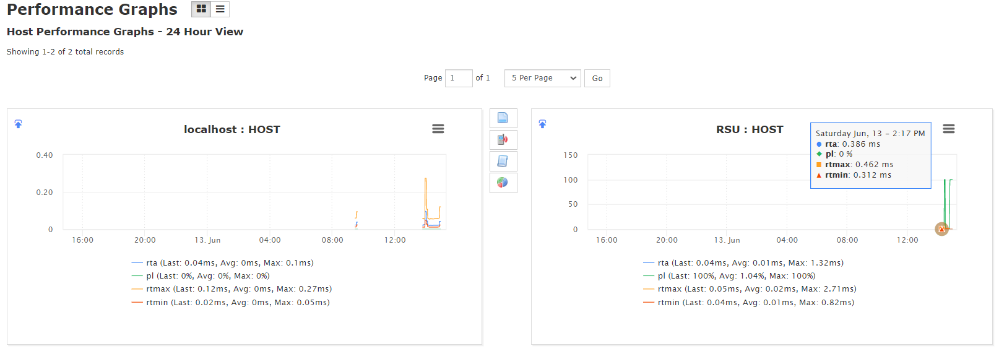 Performance Graphs
Host Performance Graphs - 24 Hour View
Showing 1-2 of 2 total records
Page 1 of 1 5 Per Page Go
localhost : HOST
0.40
0.20
0
16:00 20:00 13. Jun 04:00 08:00 12:00
rta (Last: 0.04ms, Avg: 0ms, Max: 0.1ms)
pl (Last: 0%, Avg: 0%, Max: 0%)
rtmax (Last: 0.12ms, Avg: 0ms, Max: 0.27ms)
rtmin (Last: 0.02ms, Avg: 0ms, Max: 0.05ms)
RSU : HOST
Saturday Jun, 13 - 2:17 PM
rta: 0.386 ms
pl: 0 %
rtmax: 0.462 ms
rtmin: 0.312 ms
150
100
50
0
16:00 20:00 13. Jun 04:00 08:00 12:00
rta (Last: 0.04ms, Avg: 0.01ms, Max: 1.32ms)
pl (Last: 100%, Avg: 1.04%, Max: 100%)
rtmax (Last: 0.05ms, Avg: 0.02ms, Max: 2.71ms)
rtmin (Last: 0.04ms, Avg: 0.01ms, Max: 0.82ms)